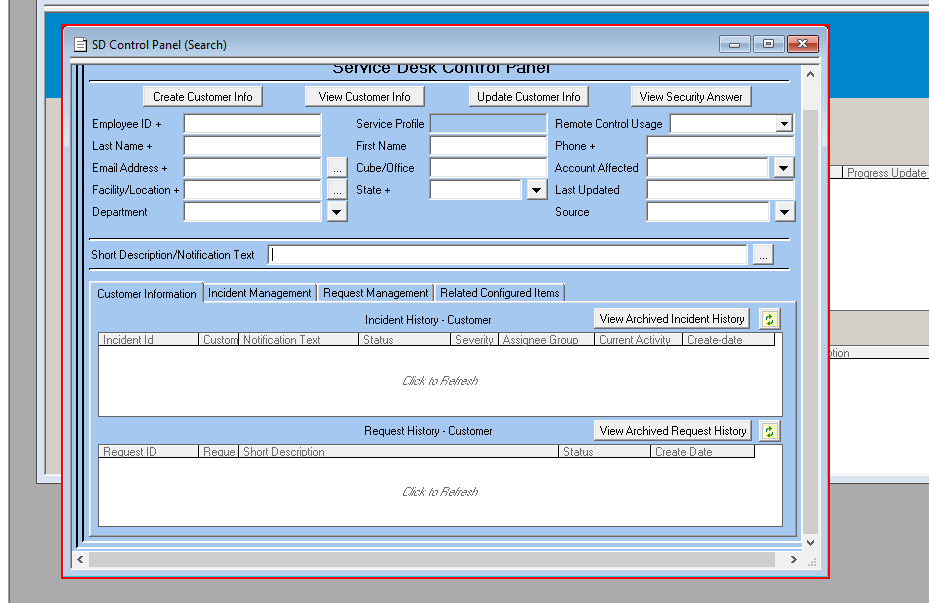 SD Control Panel (Search)
Service Desk Control Panel
Create Customer Info View Customer Info Update Customer Info View Security Answer
Employee ID + Service Profile Remote Control Usage
Last Name + First Name Phone +
Email Address + ... Cube/Office Account Affected
Facility/Location + ... State + Last Updated
Department Source
Progress Update
Short Description/Notification Text ...
Customer Information Incident Management Request Management Related Configured Items
Incident History - Customer View Archived Incident History
Incident Id Custom Notification Text Status Severity Assignee Group Current Activity Create-date
Click to Refresh
Request History - Customer View Archived Request History
Request ID Reque Short Description Status Create Date
Click to Refresh